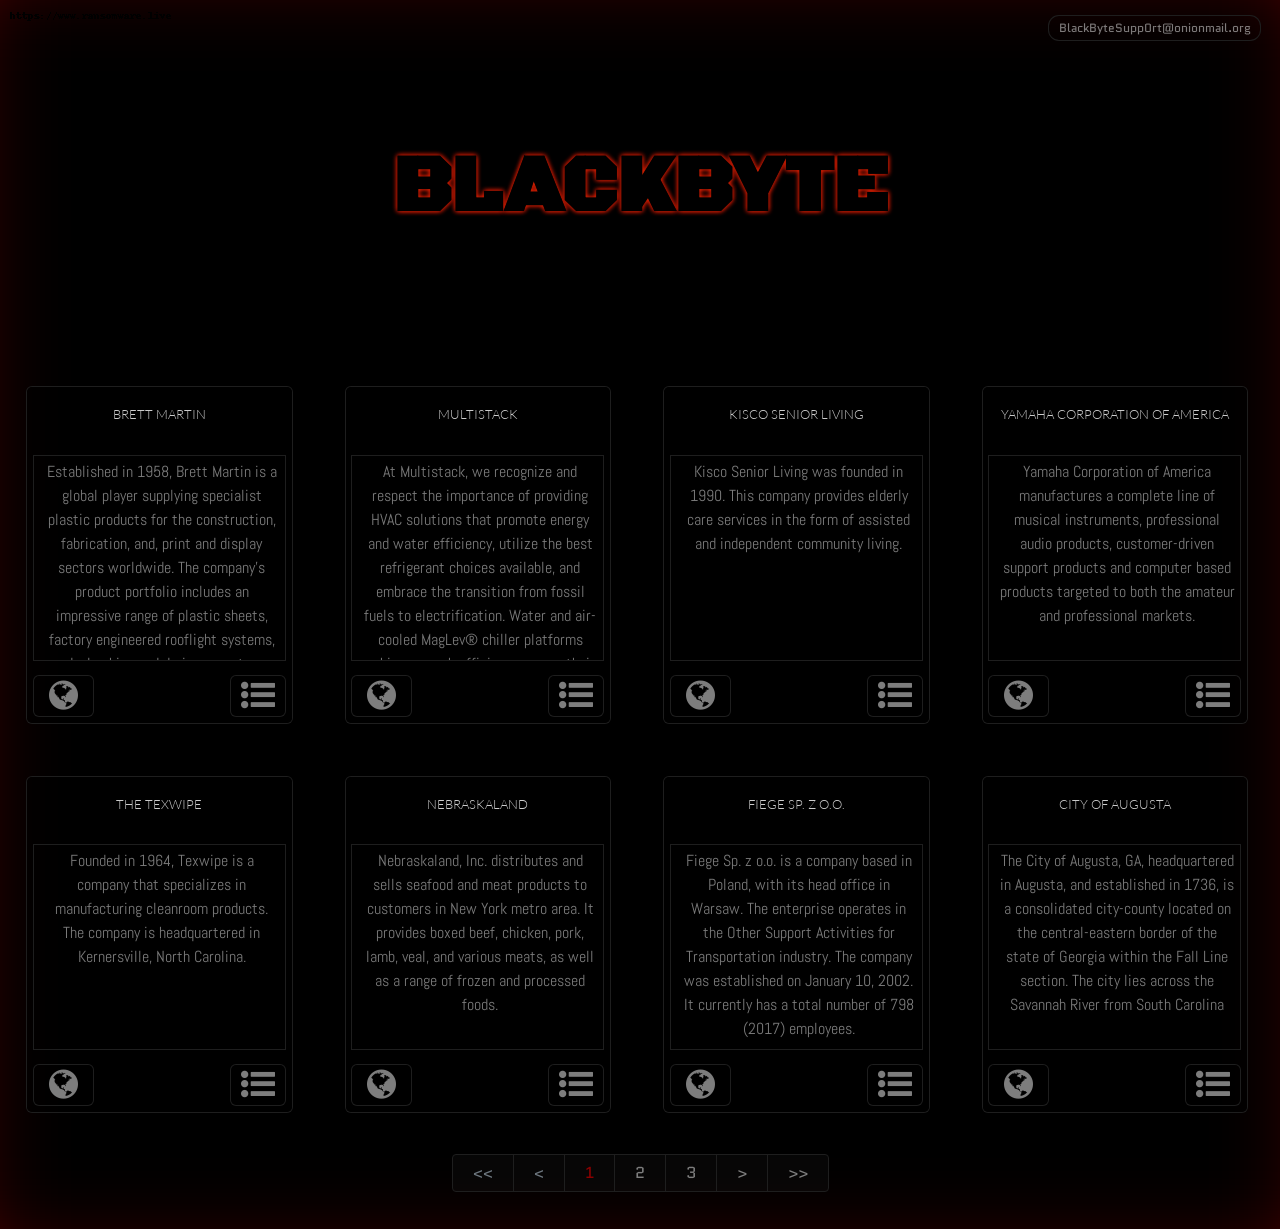 BlackByteSupp0rt@onionmail.org
BLACKBYTE
BRETT MARTIN
Established in 1958, Brett Martin is a
global player supplying specialist
plastic products for the construction,
fabrication, and, print and display
sectors worldwide. The company's
product portfolio includes an
impressive range of plastic sheets,
factory engineered rooflight systems,
MULTISTACK
At Multistack, we recognize and
respect the importance of providing
HVAC solutions that promote energy
and water efficiency, utilize the best
refrigerant choices available, and
embrace the transition from fossil
fuels to electrification. Water and air-
cooled MagLev® chiller platforms
KISCO SENIOR LIVING
Kisco Senior Living was founded in
1990. This company provides elderly
care services in the form of assisted
and independent community living.
YAMAHA CORPORATION OF AMERICA
Yamaha Corporation of America
manufactures a complete line of
musical instruments, professional
audio products, customer-driven
support products and computer based
products targeted to both the amateur
and professional markets.
THE TEXWIPE
Founded in 1964, Texwipe is a
company that specializes in
manufacturing cleanroom products.
The company is headquartered in
Kernersville, North Carolina.
NEBRASKALAND
Nebraskaland, Inc. distributes and
sells seafood and meat products to
customers in New York metro area. It
provides boxed beef, chicken, pork,
lamb, veal, and various meats, as well
as a range of frozen and processed
foods.
FIEGE SP. Z O.O.
Fiege Sp. z o.o. is a company based in
Poland, with its head office in
Warsaw. The enterprise operates in
the Other Support Activities for
Transportation industry. The company
was established on January 10, 2002.
It currently has a total number of 798
(2017) employees.
CITY OF AUGUSTA
The City of Augusta, GA, headquartered
in Augusta, and established in 1736, is
a consolidated city-county located on
the central-eastern border of the
state of Georgia within the Fall Line
section. The city lies across the
Savannah River from South Carolina
<< < 1 2 3 > >>